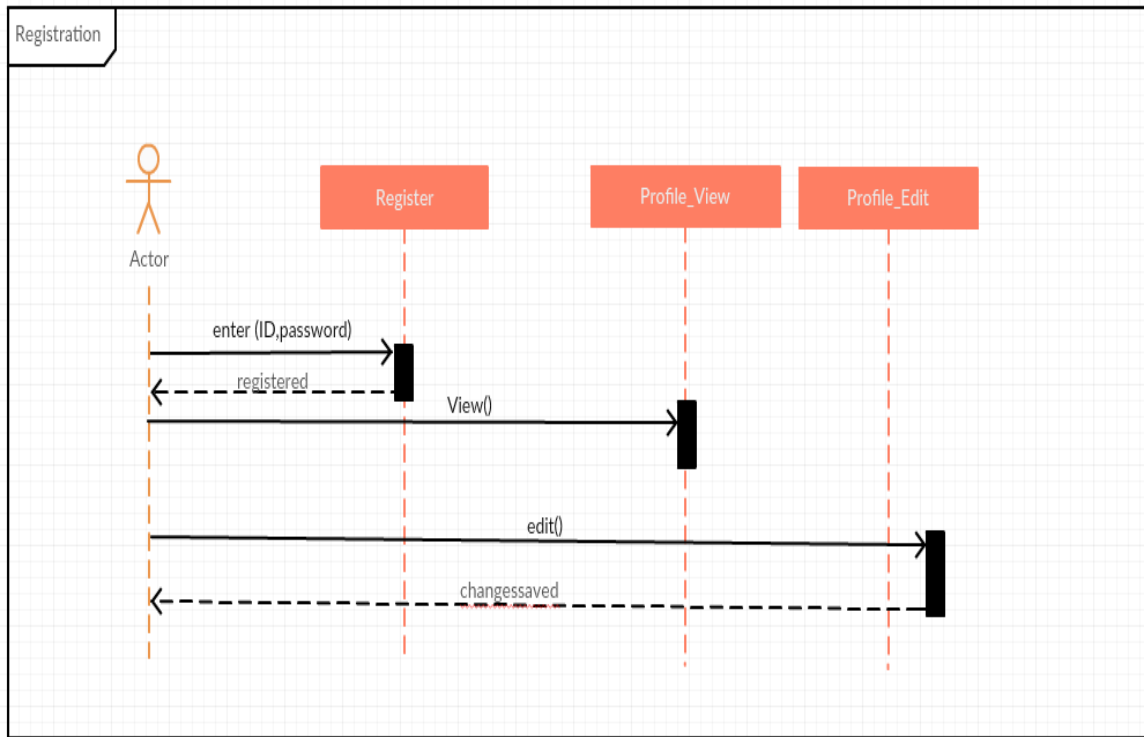 Registration
Register
Profile_View
Profile_Edit
Actor
enter (ID,password)
registered
View()
edit()
changessaved